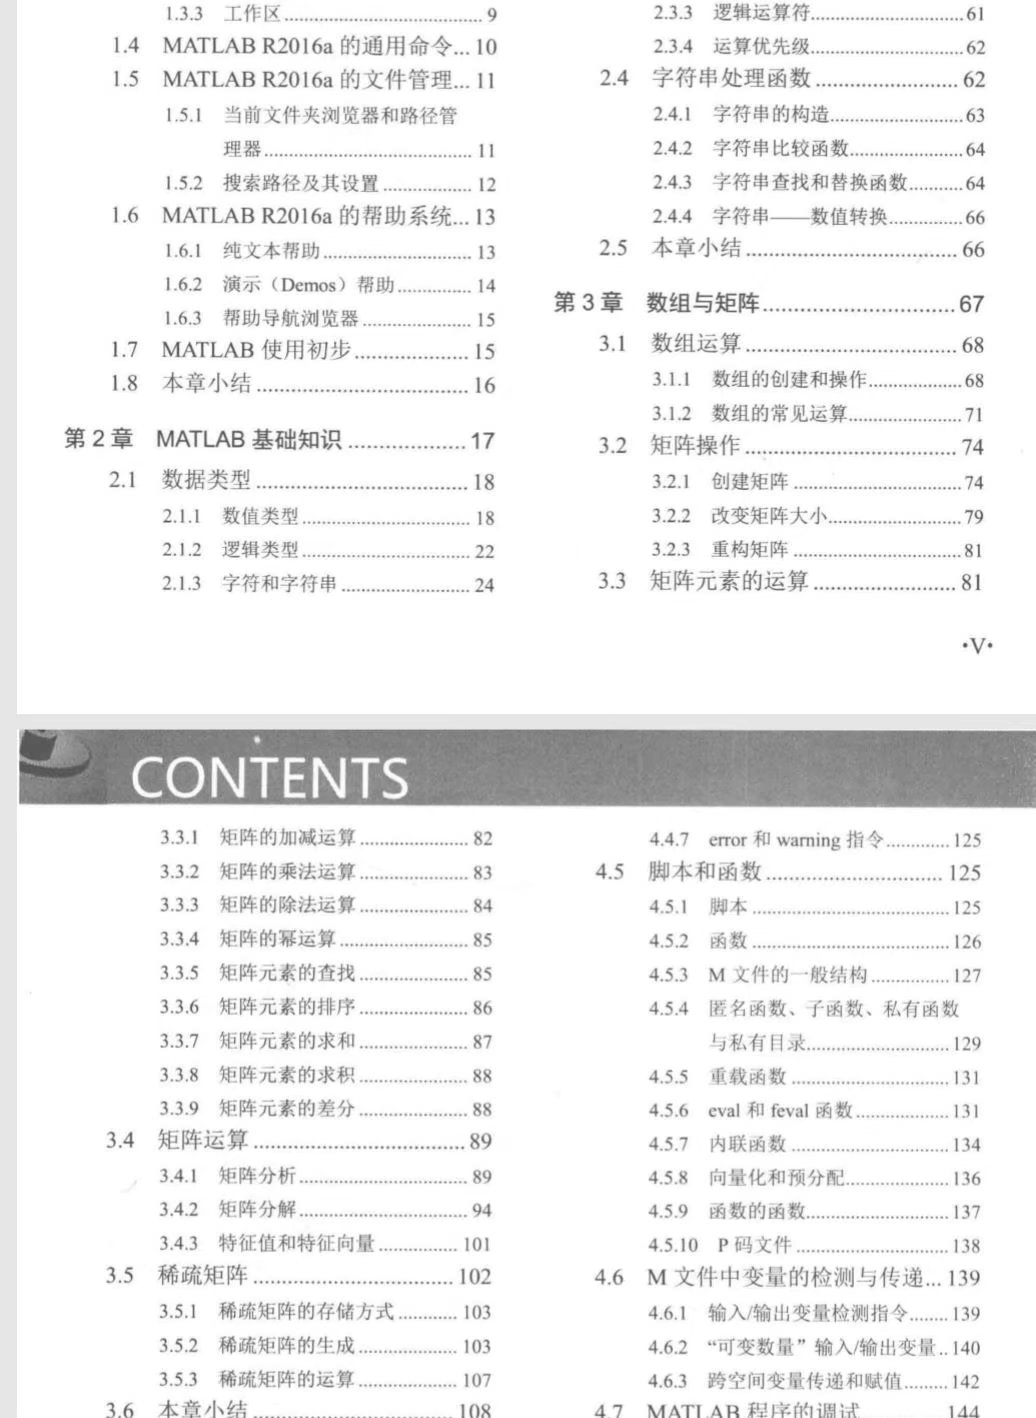 1.3.3 工作区 9
1.4 MATLAB R2016a 的通用命令... 10
1.5 MATLAB R2016a 的文件管理... 11
1.5.1 当前文件夹浏览器和路径管
理器 11
1.5.2 搜索路径及其设置 12
1.6 MATLAB R2016a 的帮助系统... 13
1.6.1 纯文本帮助 13
1.6.2 演示（Demos）帮助 14
1.6.3 帮助导航浏览器 15
1.7 MATLAB 使用初步 15
1.8 本章小结 16
第 2 章 MATLAB 基础知识 17
2.1 数据类型 18
2.1.1 数值类型 18
2.1.2 逻辑类型 22
2.1.3 字符和字符串 24
2.3.3 逻辑运算符 61
2.3.4 运算优先级 62
2.4 字符串处理函数 62
2.4.1 字符串的构造 63
2.4.2 字符串比较函数 64
2.4.3 字符串查找和替换函数 64
2.4.4 字符串——数值转换 66
2.5 本章小结 66
第 3 章 数组与矩阵 67
3.1 数组运算 68
3.1.1 数组的创建和操作 68
3.1.2 数组的常见运算 71
3.2 矩阵操作 74
3.2.1 创建矩阵 74
3.2.2 改变矩阵大小 79
3.2.3 重构矩阵 81
3.3 矩阵元素的运算 81
·V·
CONTENTS
3.3.1 矩阵的加减运算 82
3.3.2 矩阵的乘法运算 83
3.3.3 矩阵的除法运算 84
3.3.4 矩阵的幂运算 85
3.3.5 矩阵元素的查找 85
3.3.6 矩阵元素的排序 86
3.3.7 矩阵元素的求和 87
3.3.8 矩阵元素的求积 88
3.3.9 矩阵元素的差分 88
3.4 矩阵运算 89
3.4.1 矩阵分析 89
3.4.2 矩阵分解 94
3.4.3 特征值和特征向量 101
3.5 稀疏矩阵 102
3.5.1 稀疏矩阵的存储方式 103
3.5.2 稀疏矩阵的生成 103
3.5.3 稀疏矩阵的运算 107
3.6 本章小结 108
4.4.7 error 和 warning 指令 125
4.5 脚本和函数 125
4.5.1 脚本 125
4.5.2 函数 126
4.5.3 M 文件的一般结构 127
4.5.4 匿名函数、子函数、私有函数
与私有目录 129
4.5.5 重载函数 131
4.5.6 eval 和 feval 函数 131
4.5.7 内联函数 134
4.5.8 向量化和预分配 136
4.5.9 函数的函数 137
4.5.10 P 码文件 138
4.6 M 文件中变量的检测与传递... 139
4.6.1 输入/输出变量检测指令 139
4.6.2 “可变数量”输入/输出变量.. 140
4.6.3 跨空间变量传递和赋值 142
4.7 MATLAB 程序的调试 144